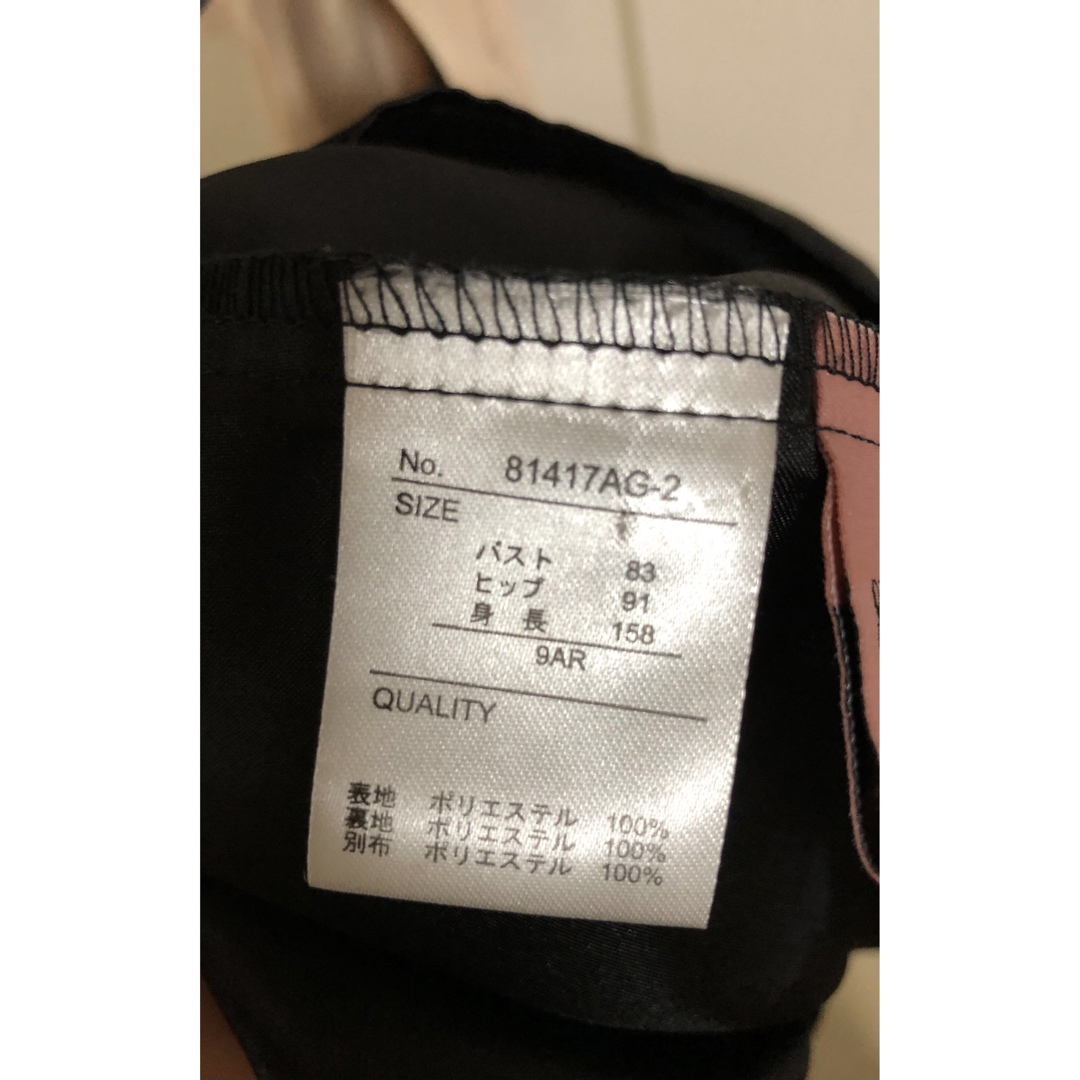 No. 81417AG-2
SIZE
バスト 83
ヒップ 91
身長 158
9AR
QUALITY
表地 ポリエステル 100%
裏地 ポリエステル 100%
別布 ポリエステル 100%